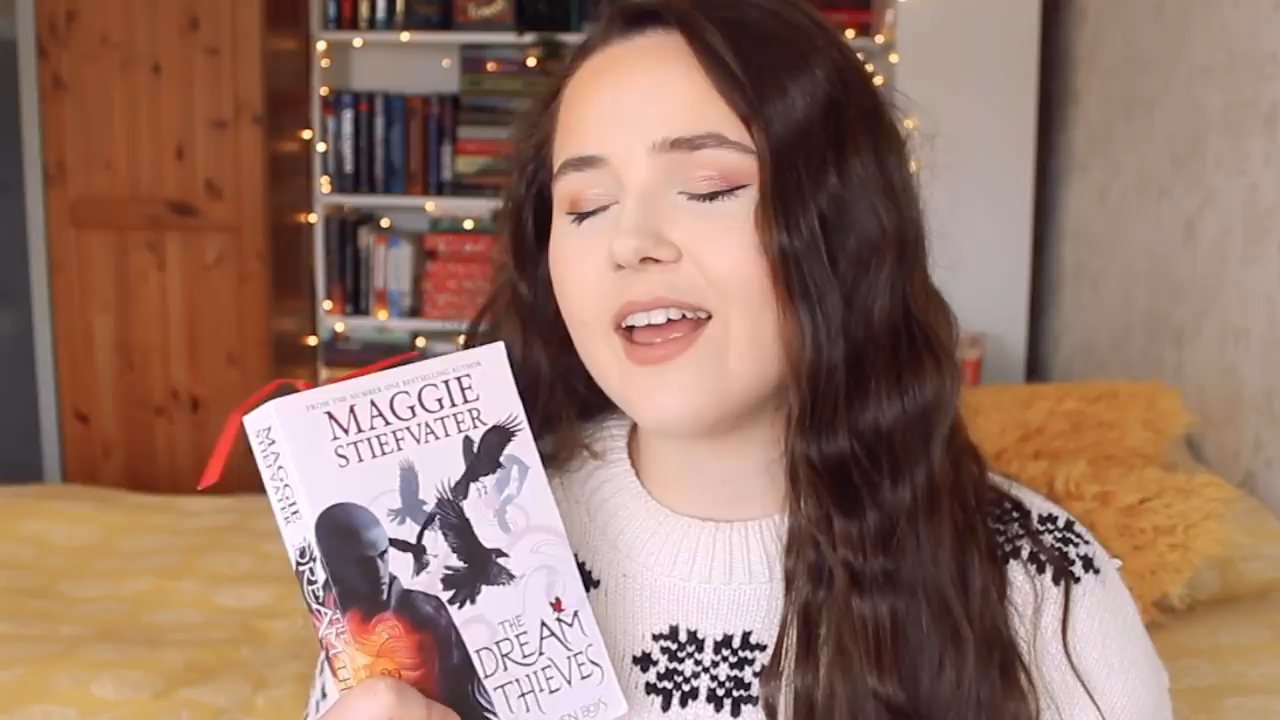 FROM THE NUMBER ONE BESTSELLING AUTHOR
MAGGIE
STIEFVATER
THE
DREAM
THIEVES
MAGGIE
STIEFVATER